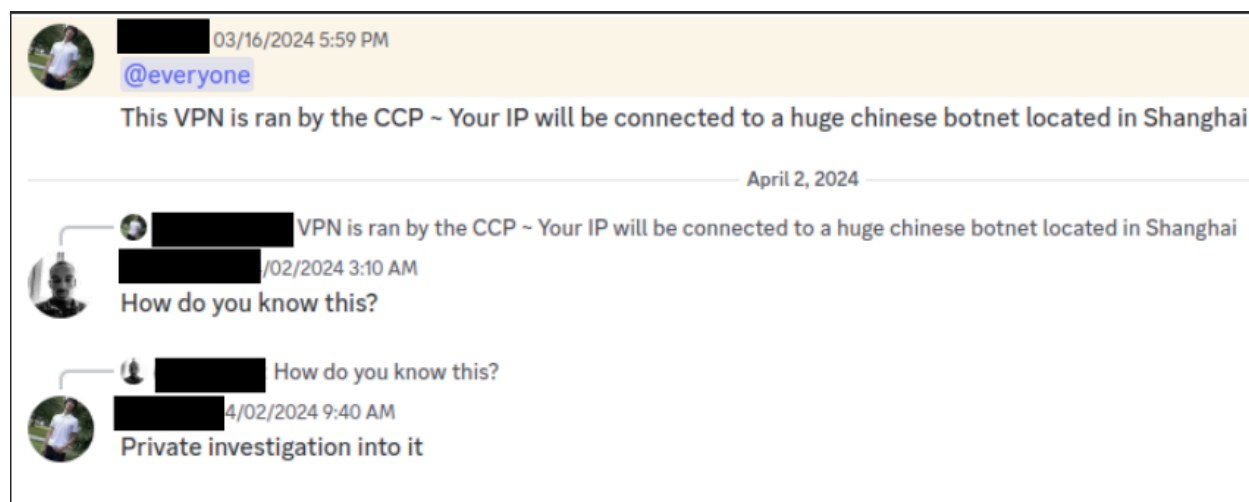 03/16/2024 5:59 PM
@everyone
This VPN is ran by the CCP ~ Your IP will be connected to a huge chinese botnet located in Shanghai
April 2, 2024
VPN is ran by the CCP ~ Your IP will be connected to a huge chinese botnet located in Shanghai
/02/2024 3:10 AM
How do you know this?
How do you know this?
4/02/2024 9:40 AM
Private investigation into it